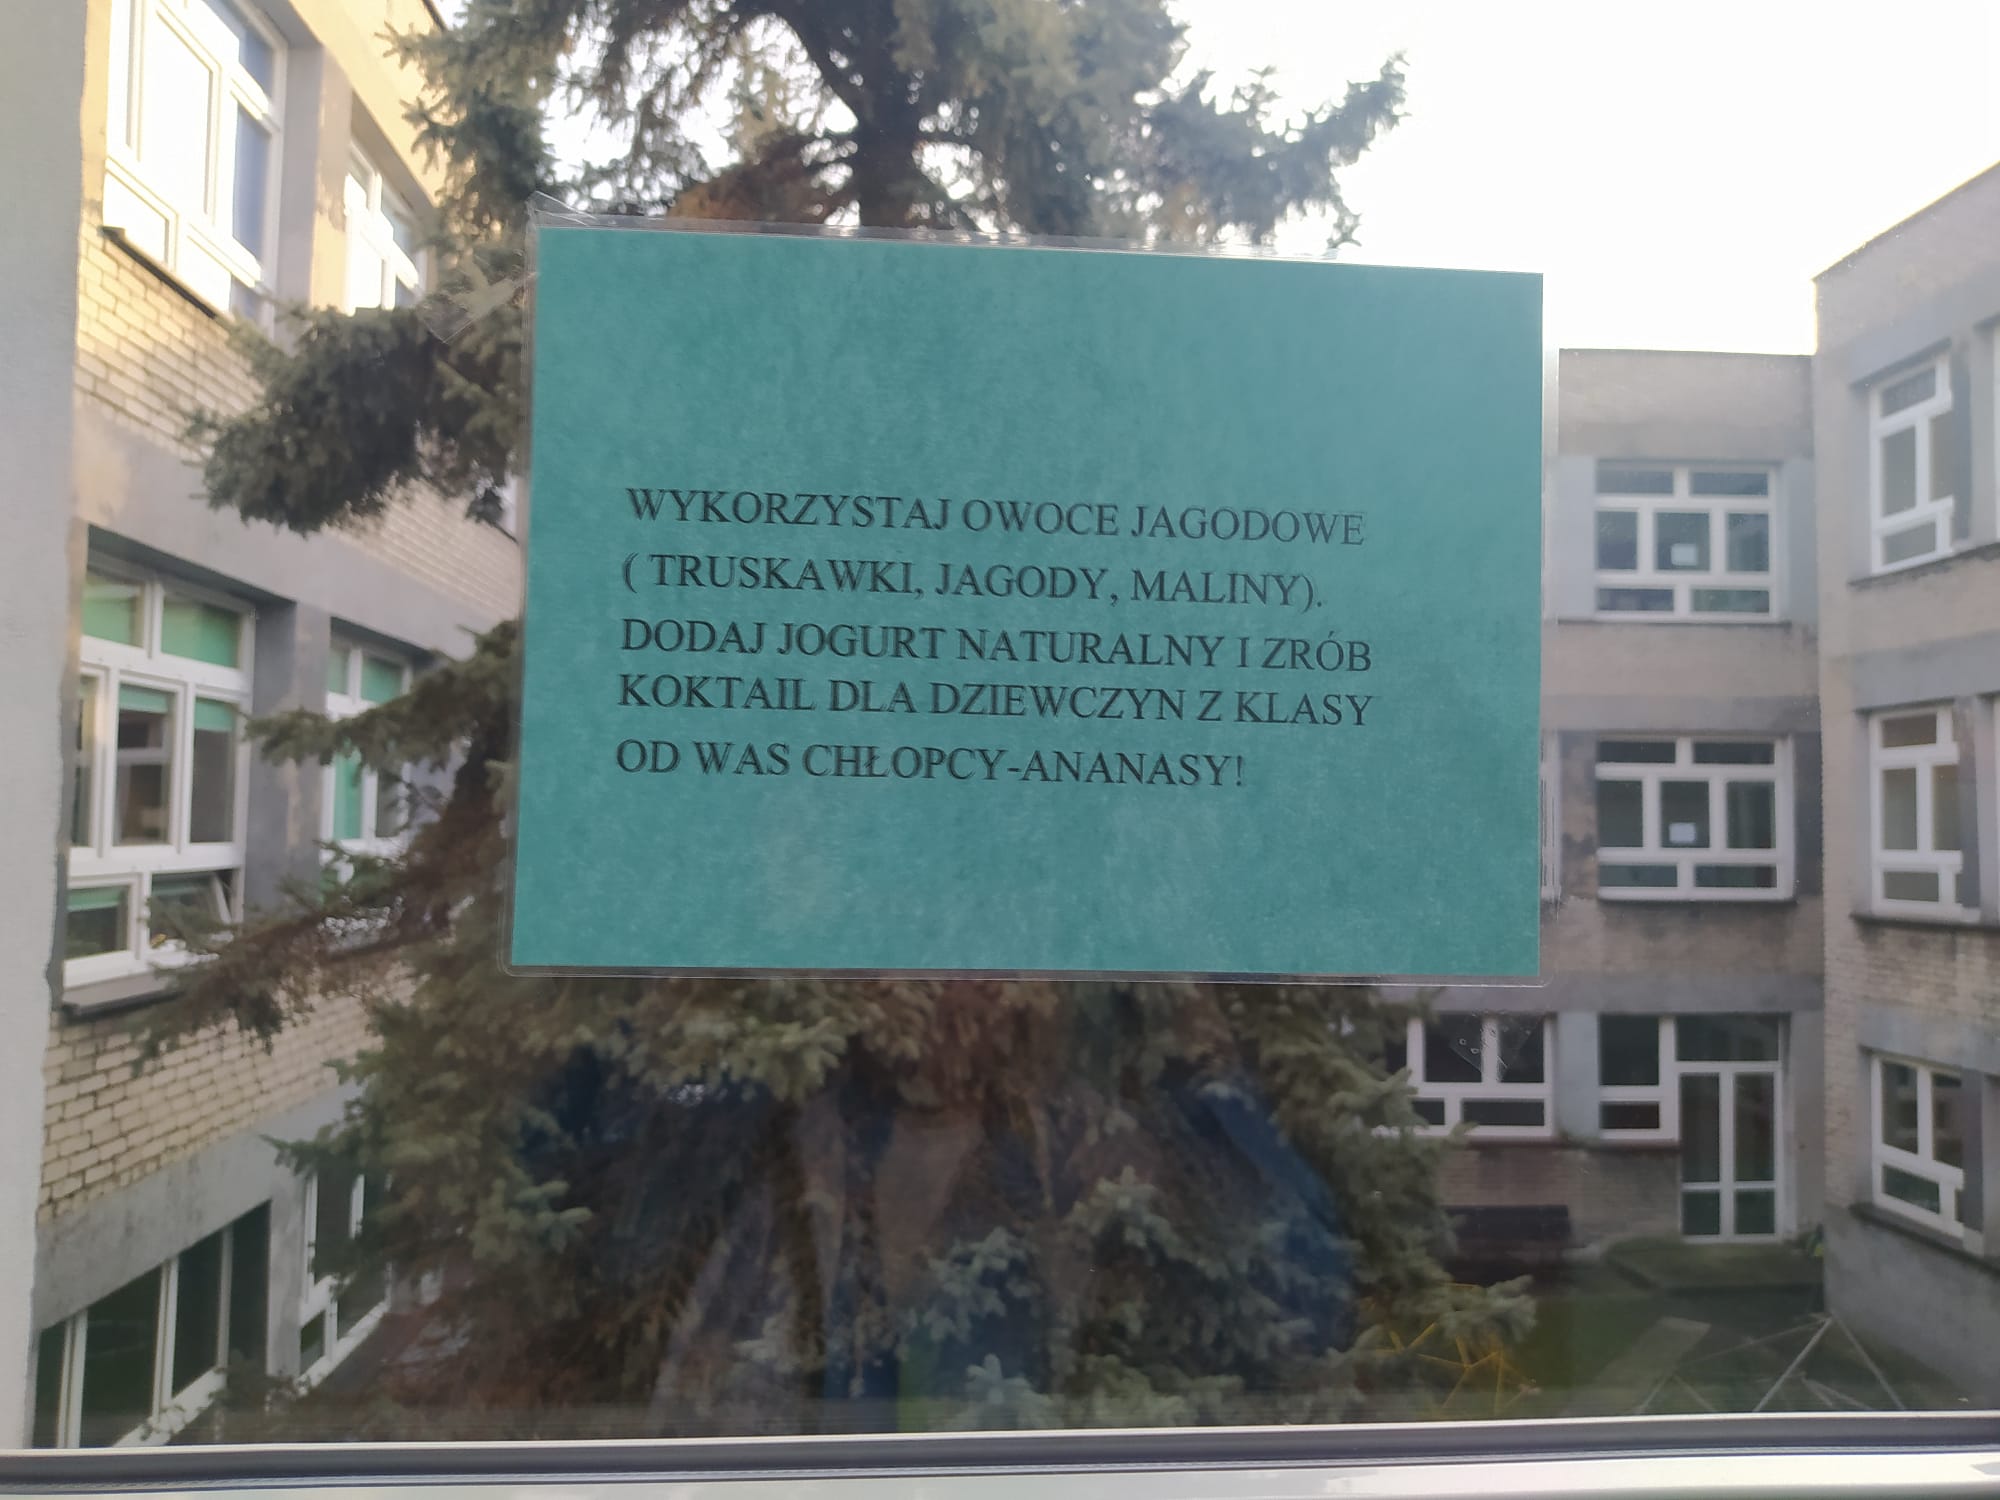 WYKORZYSTAJ OWOCE JAGODOWE
( TRUSKAWKI, JAGODY, MALINY).
DODAJ JOGURT NATURALNY I ZRÓB
KOKTAIL DLA DZIEWCZYN Z KLASY
OD WAS CHŁOPCY-ANANASY!